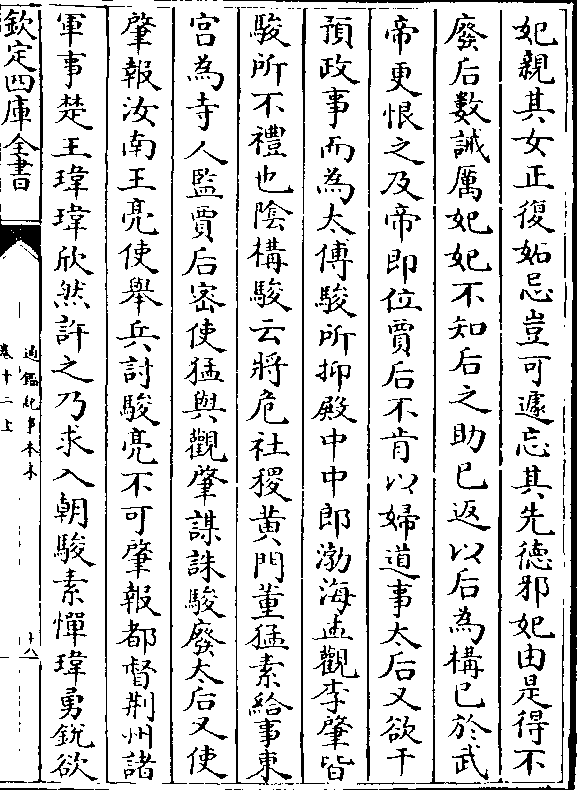 妃親其女正復妬忌豈可遽忘其先德邪妃由是得不
廢后數誡厲妃妃不知后之助已返以后為構已於武
帝更恨之及帝即位賈后不肯以婦道事太后又欲干
預政事而為太傅駿所抑殿中中郎渤海孟觀李肇皆
駿所不禮也陰構駿云將危社稷黃門董猛素給事東
宮為寺人監賈后密使猛與觀肇謀誅駿廢太后又使
肇報汝南王亮使舉兵討駿亮不可肇報都督荆州諸
軍事楚王瑋瑋欣然許之乃求入朝駿素憚瑋勇銳欲
欽定四庫全書
通鑑紀事本末
卷十二上
十八